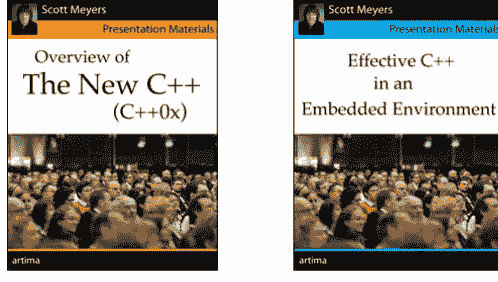 Scott Meyers
Presentation Materials
Overview of
The New C++
(C++0x)
artima
Scott Meyers
Presentation Materials
Effective C++
in an
Embedded Environment
artima